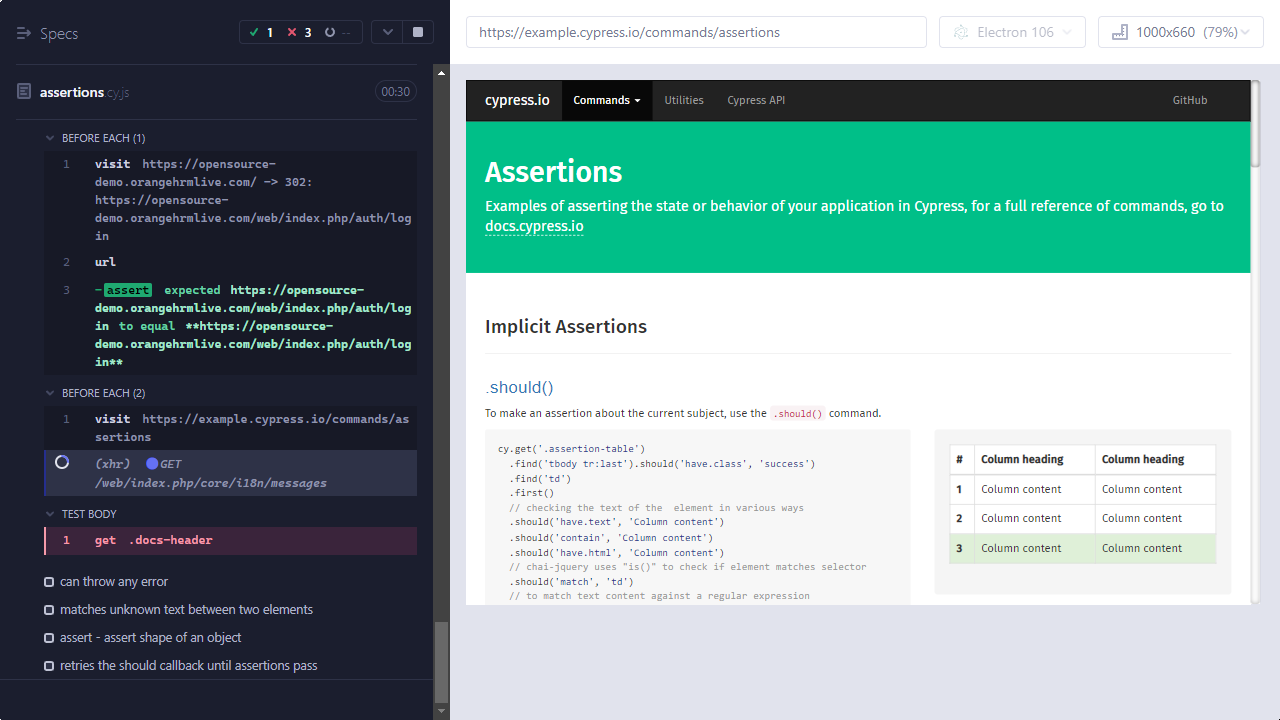 Specs
1
3
--
assertions.cy.js
00:30
BEFORE EACH (1)
1 visit https://opensource-
demo.orangehrmlive.com/ -> 302:
https://opensource-
demo.orangehrmlive.com/web/index.php/auth/log
in
2 url
3 -assert expected https://opensource-
demo.orangehrmlive.com/web/index.php/auth/log
in to equal **https://opensource-
demo.orangehrmlive.com/web/index.php/auth/log
in**
BEFORE EACH (2)
1 visit https://example.cypress.io/commands/as
sertions
(xhr) GET
/web/index.php/core/i18n/messages
TEST BODY
1 get .docs-header
can throw any error
matches unknown text between two elements
assert - assert shape of an object
retries the should callback until assertions pass
https://example.cypress.io/commands/assertions
Electron 106
1000x660 (79%)
cypress.io Commands Utilities Cypress API GitHub
Assertions
Examples of asserting the state or behavior of your application in Cypress, for a full reference of commands, go to
docs.cypress.io
Implicit Assertions
.should()
To make an assertion about the current subject, use the .should() command.
cy.get('.assertion-table')
.find('tbody tr:last').should('have.class', 'success')
.find('td')
.first()
// checking the text of the element in various ways
.should('have.text', 'Column content')
.should('contain', 'Column content')
.should('have.html', 'Column content')
// chai-jquery uses "is()" to check if element matches selector
.should('match', 'td')
// to match text content against a regular expression
# Column heading Column heading
1 Column content Column content
2 Column content Column content
3 Column content Column content